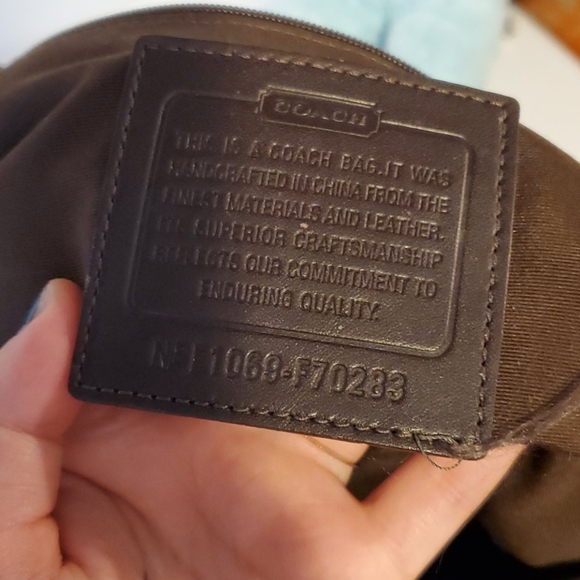 COACH
THIS IS A COACH BAG.IT WAS
HANDCRAFTED IN CHINA FROM THE
FINEST MATERIALS AND LEATHER.
ITS SUPERIOR CRAFTSMANSHIP
REFLECTS OUR COMMITMENT TO
ENDURING QUALITY.
1069-F70283